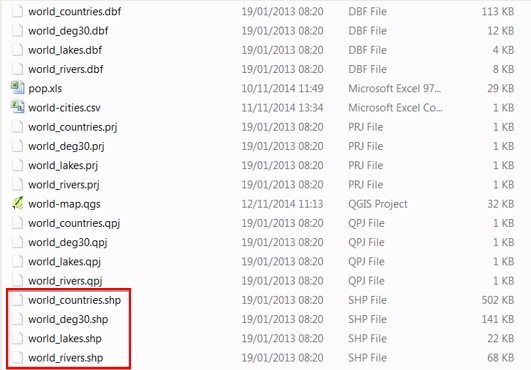 world_countries.dbf 19/01/2013 08:20 DBF File 113 KB
world_deg30.dbf 19/01/2013 08:20 DBF File 12 KB
world_lakes.dbf 19/01/2013 08:20 DBF File 4 KB
world_rivers.dbf 19/01/2013 08:20 DBF File 8 KB
pop.xls 10/11/2014 11:49 Microsoft Excel 97... 29 KB
world-cities.csv 11/11/2014 13:34 Microsoft Excel Co... 1 KB
world_countries.prj 19/01/2013 08:20 PRJ File 1 KB
world_deg30.prj 19/01/2013 08:20 PRJ File 1 KB
world_lakes.prj 19/01/2013 08:20 PRJ File 1 KB
world_rivers.prj 19/01/2013 08:20 PRJ File 1 KB
world-map.qgs 12/11/2014 11:13 QGIS Project 32 KB
world_countries.qpj 19/01/2013 08:20 QPJ File 1 KB
world_deg30.qpj 19/01/2013 08:20 QPJ File 1 KB
world_lakes.qpj 19/01/2013 08:20 QPJ File 1 KB
world_rivers.qpj 19/01/2013 08:20 QPJ File 1 KB
world_countries.shp 19/01/2013 08:20 SHP File 502 KB
world_deg30.shp 19/01/2013 08:20 SHP File 141 KB
world_lakes.shp 19/01/2013 08:20 SHP File 22 KB
world_rivers.shp 19/01/2013 08:20 SHP File 68 KB